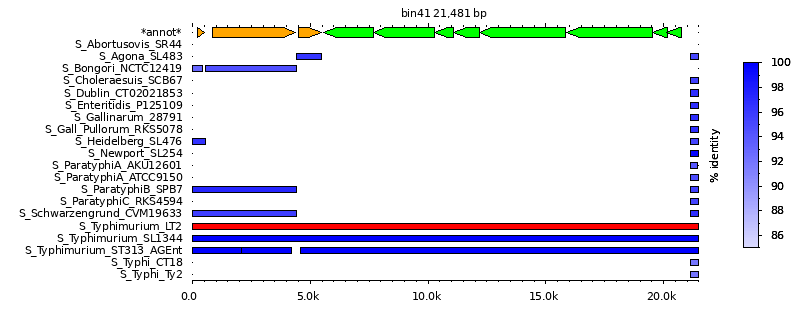 bin41 21,481 bp
*annot*
S_Abortusovis_SR44
S_Agona_SL483
S_Bongori_NCTC12419
S_Choleraesuis_SCB67
S_Dublin_CT02021853
S_Enteritidis_P125109
S_Gallinarum_28791
S_Gall_Pullorum_RKS5078
S_Heidelberg_SL476
S_Newport_SL254
S_ParatyphiA_AKU12601
S_ParatyphiA_ATCC9150
S_ParatyphiB_SPB7
S_ParatyphiC_RKS4594
S_Schwarzengrund_CVM19633
S_Typhimurium_LT2
S_Typhimurium_SL1344
S_Typhimurium_ST313_AGEnt
S_Typhi_CT18
S_Typhi_Ty2
0.0 5.0k 10.0k 15.0k 20.0k
100
98
96
94
92
90
88
86
% identity